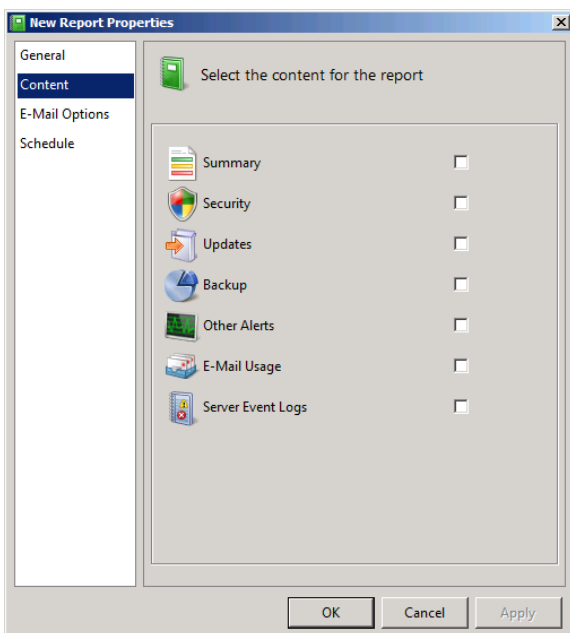 New Report Properties
General
Content
E-Mail Options
Schedule
Select the content for the report
Summary
Security
Updates
Backup
Other Alerts
E-Mail Usage
Server Event Logs
OK
Cancel
Apply